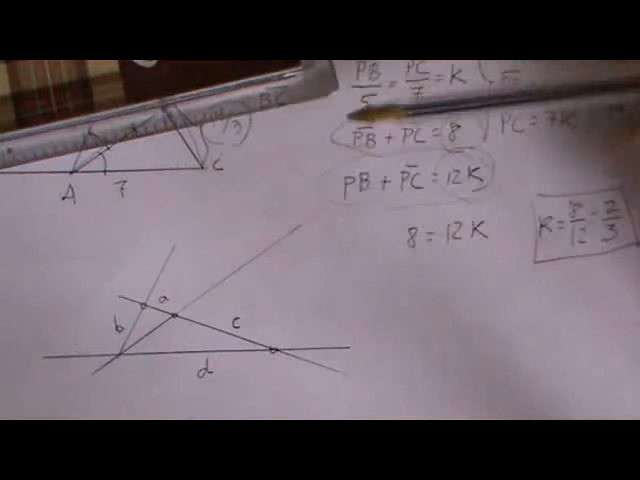 PB/5 = PC/7 = K
PB + PC = 8
PC = 7K
PB + PC = 12K
8 = 12K
K = 8/12 = 2/3
BC
A
7
C
a
b
c
d